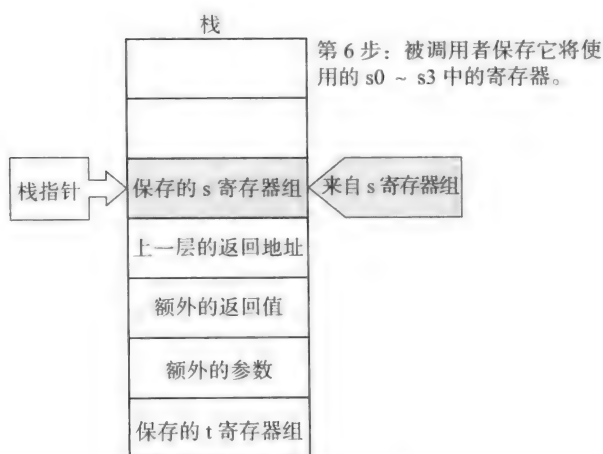 栈
第6步：被调用者保存它将使
用的 s0 ~ s3 中的寄存器。
栈指针
保存的 s 寄存器组
来自 s 寄存器组
上一层的返回地址
额外的返回值
额外的参数
保存的 t 寄存器组